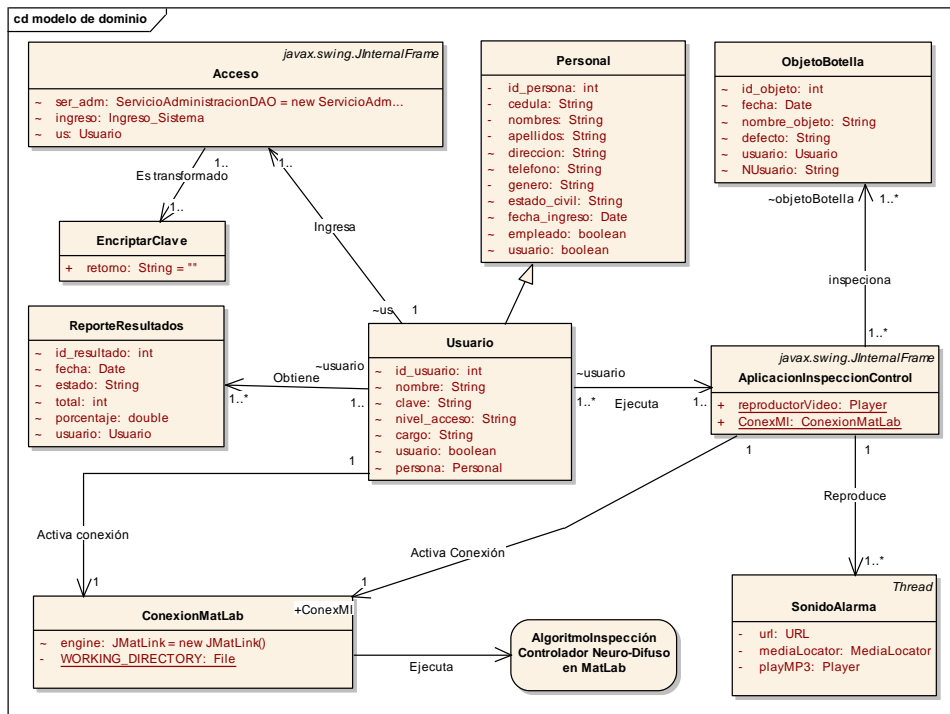 cd modelo de dominio
javax.swing.JInternalFrame
Acceso
~ ser_adm: ServicioAdministracionDAO = new ServicioAdm...
~ ingreso: Ingreso_Sistema
~ us: Usuario
Personal
- id_persona: int
- cedula: String
- nombres: String
- apellidos: String
~ direccion: String
~ telefono: String
- genero: String
~ estado_civil: String
~ fecha_ingreso: Date
~ empleado: boolean
~ usuario: boolean
ObjetoBotella
~ id_objeto: int
~ fecha: Date
~ nombre_objeto: String
~ defecto: String
~ usuario: Usuario
~ NUsuario: String
1..
Es transformado
1..
1..
Ingresa
~us
1
~objetoBotella
1..*
inspeciona
1..*
EncriptarClave
+ retorno: String = ""
ReporteResultados
~ id_resultado: int
~ fecha: Date
~ estado: String
~ total: int
~ porcentaje: double
~ usuario: Usuario
~usuario
Obtiene
1..*
1..
Usuario
~ id_usuario: int
~ nombre: String
~ clave: String
~ nivel_acceso: String
~ cargo: String
~ usuario: boolean
~ persona: Personal
~usuario
1..*
Ejecuta
1..
javax.swing.JInternalFrame
AplicacionInspeccionControl
+ reproductorVideo: Player
+ ConexMl: ConexionMatLab
1
Activa conexión
1
1
Activa Conexión
1
+ConexMl
1
Reproduce
1..*
ConexionMatLab
~ engine: JMatLink = new JMatLink()
- WORKING_DIRECTORY: File
Ejecuta
AlgoritmoInspección
Controlador Neuro-Difuso
en MatLab
Thread
SonidoAlarma
- url: URL
- mediaLocator: MediaLocator
- playMP3: Player